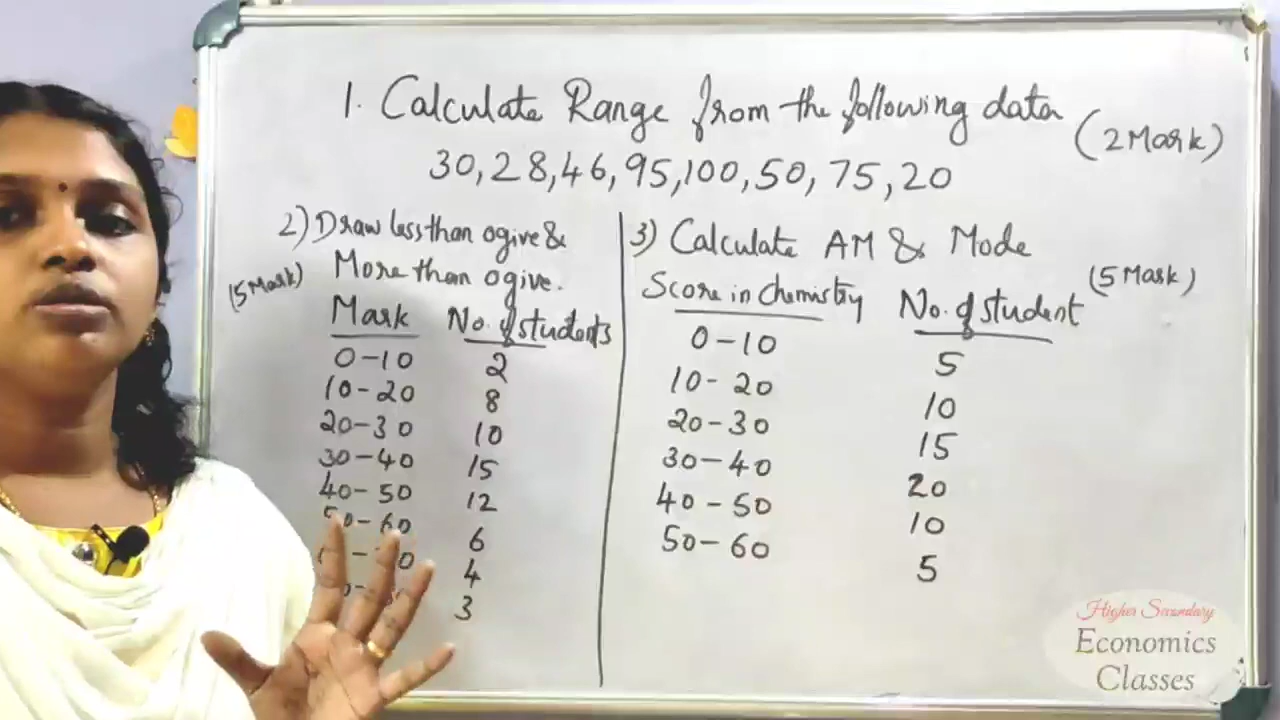 1. Calculate Range from the following data (2 Mark)
30, 28, 46, 95, 100, 50, 75, 20
2) Draw less than ogive &
More than ogive.
(5 Mark)
Mark No. of students
0-10 2
10-20 8
20-30 10
30-40 15
40-50 12
50-60 6
4
3
3) Calculate AM & Mode
(5 Mark)
Score in chemistry No. of student
0-10 5
10-20 10
20-30 15
30-40 20
40-50 10
50-60 5
Higher Secondary
Economics
Classes